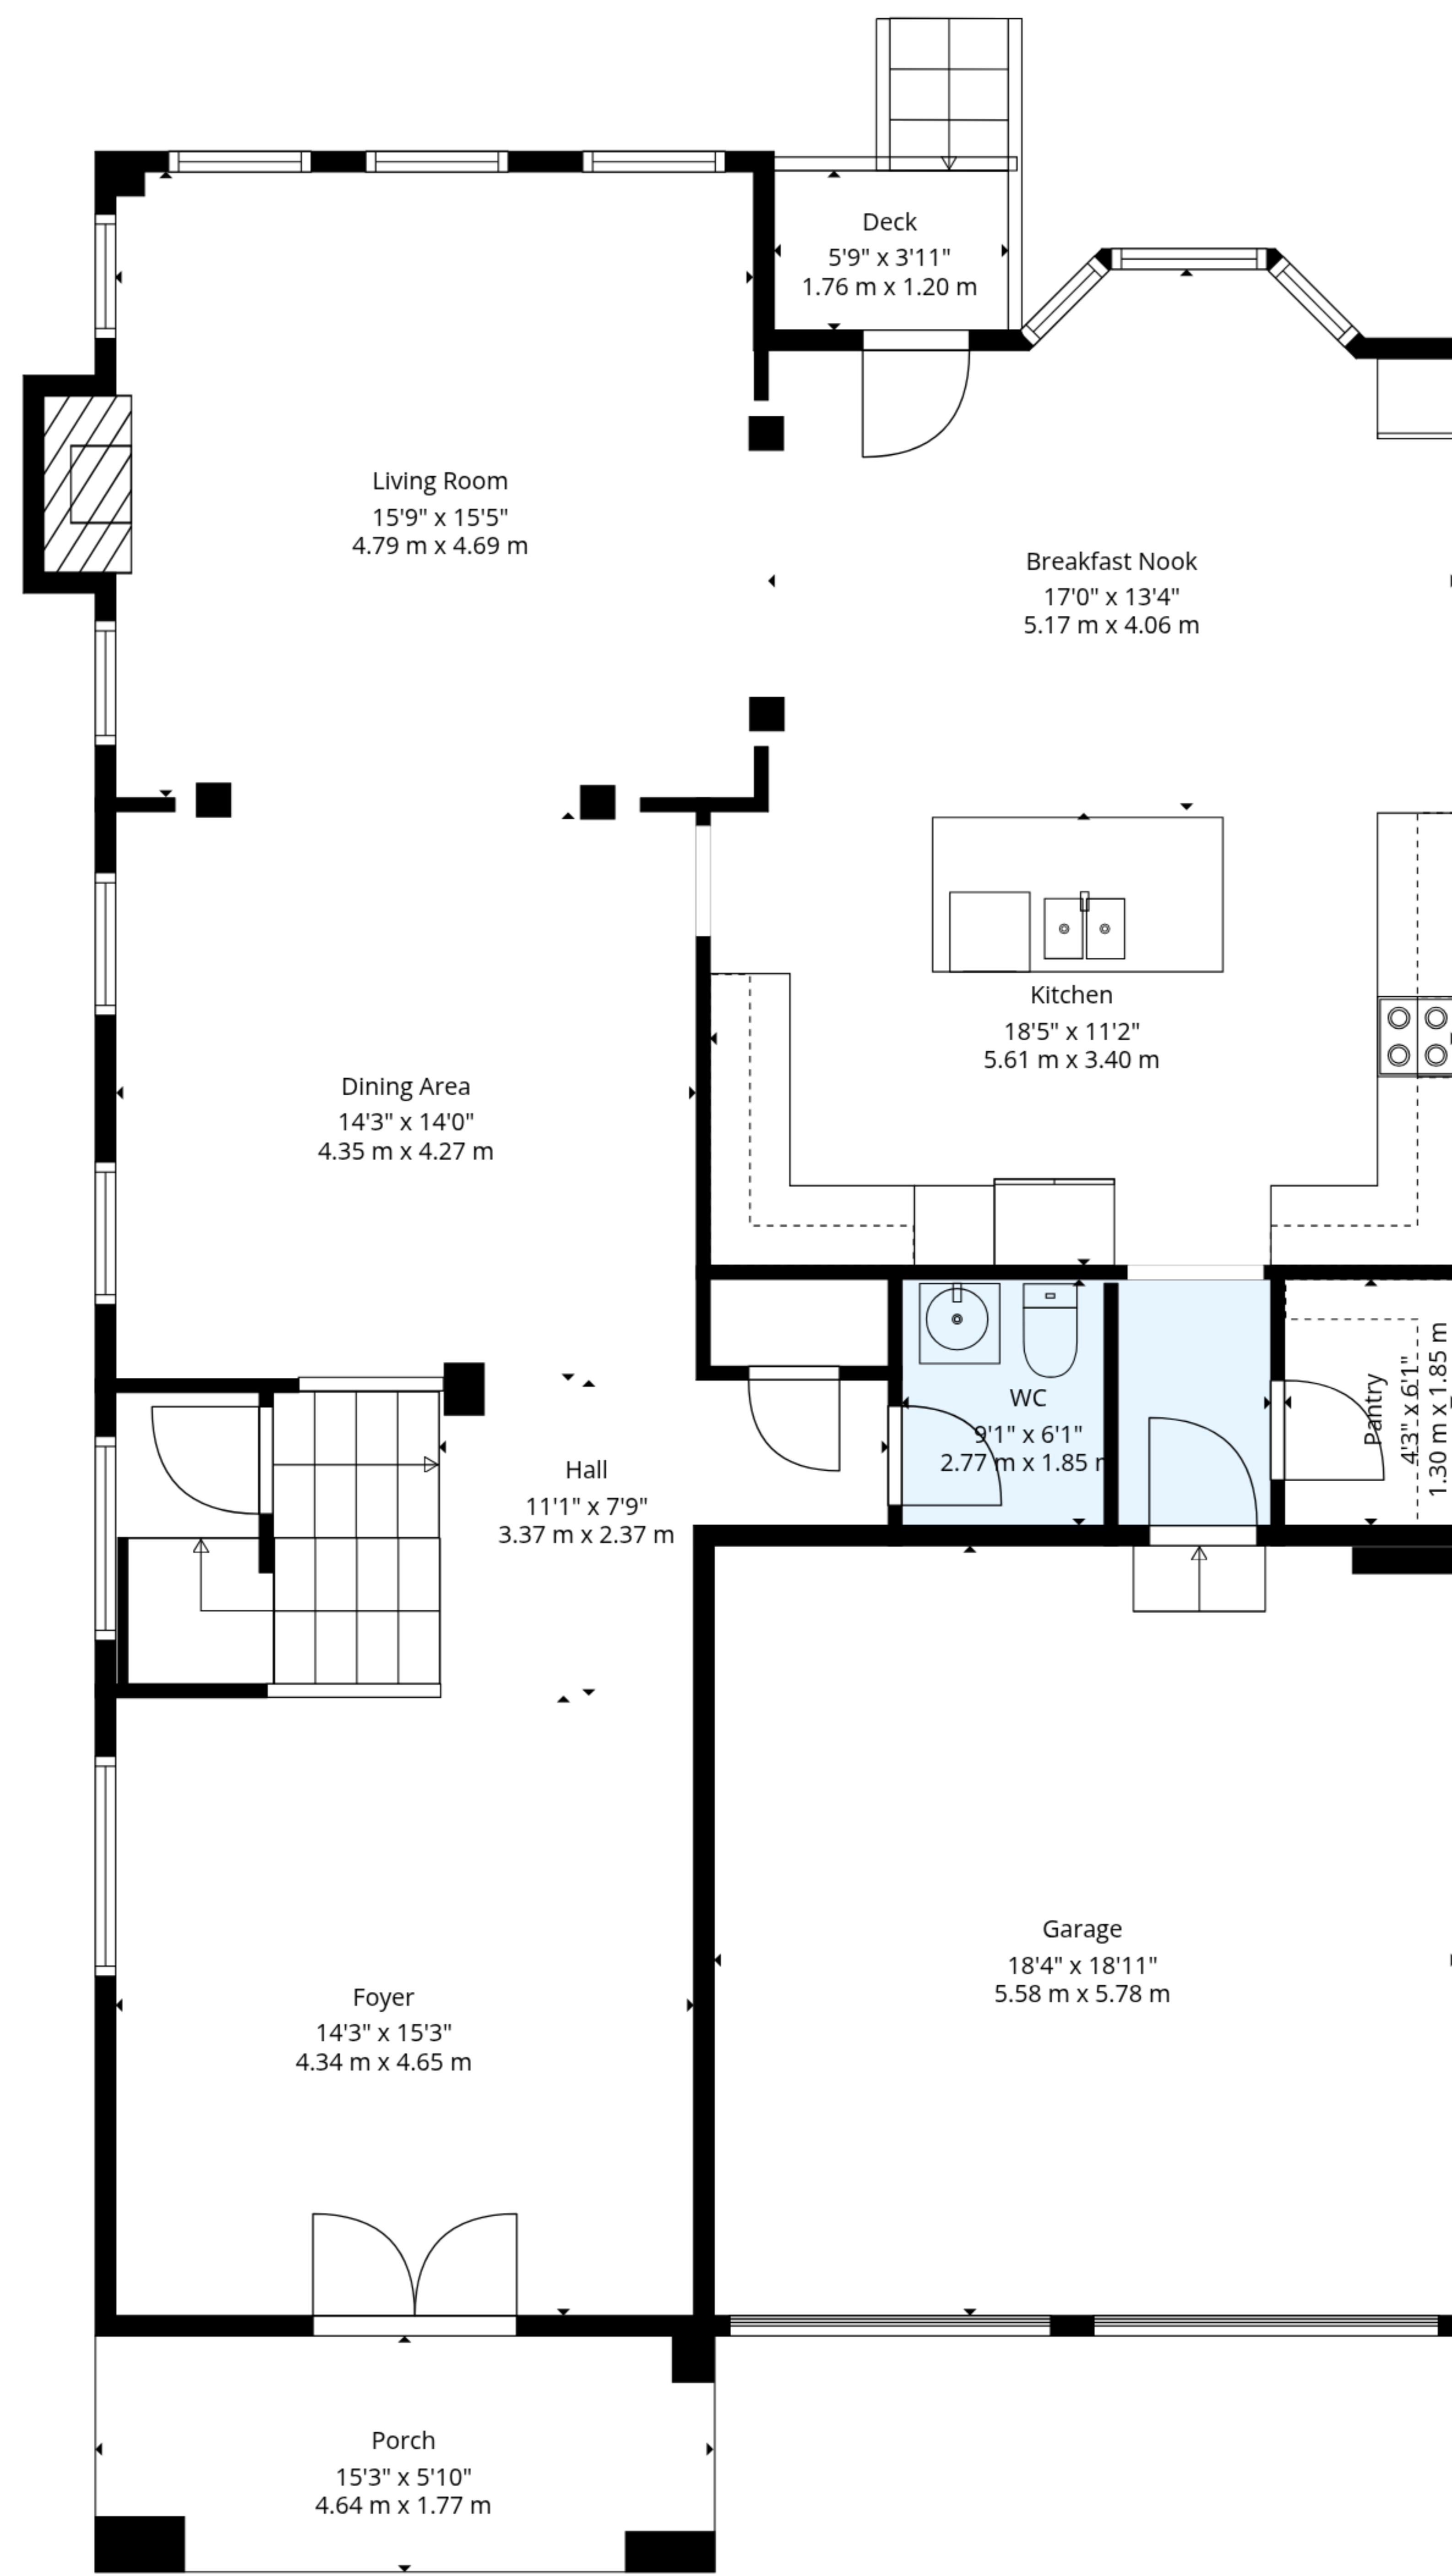 Deck
5'9" x 3'11"
1.76 m x 1.20 m
Living Room
15'9" x 15'5"
4.79 m x 4.69 m
Breakfast Nook
17'0" x 13'4"
5.17 m x 4.06 m
Kitchen
18'5" x 11'2"
5.61 m x 3.40 m
Dining Area
14'3" x 14'0"
4.35 m x 4.27 m
WC
9'1" x 6'1"
2.77 m x 1.85 m
Pantry
4'3" x 6'1"
1.30 m x 1.85 m
Hall
11'1" x 7'9"
3.37 m x 2.37 m
Garage
18'4" x 18'11"
5.58 m x 5.78 m
Foyer
14'3" x 15'3"
4.34 m x 4.65 m
Porch
15'3" x 5'10"
4.64 m x 1.77 m